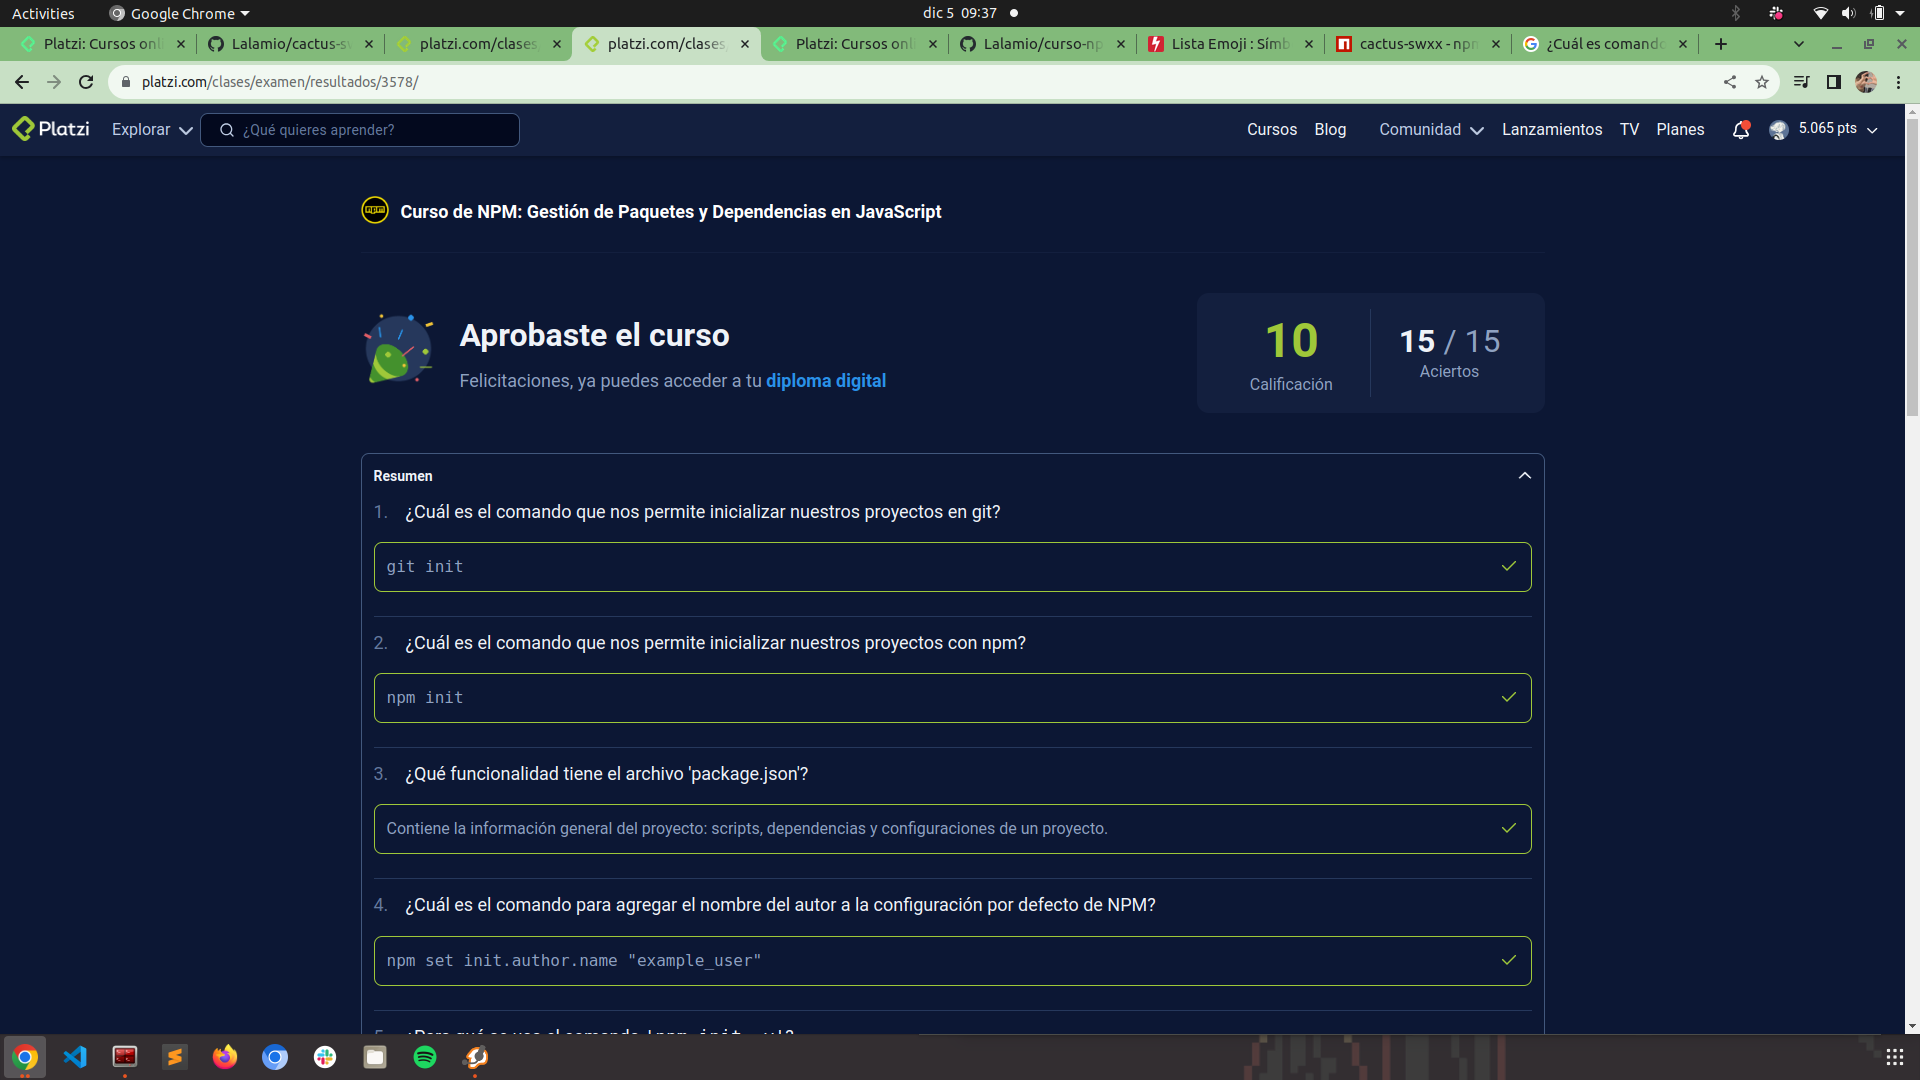 Activities
Google Chrome
dic 5 09:37
Platzi: Cursos onl
Lalamio/cactus-sw
platzi.com/clases
platzi.com/clases
Platzi: Cursos onl
Lalamio/curso-np
Lista Emoji : Símb
cactus-swxx - npm
¿Cuál es comando
platzi.com/clases/examen/resultados/3578/
Platzi
Explorar
¿Qué quieres aprender?
Cursos
Blog
Comunidad
Lanzamientos
TV
Planes
5.065 pts
npm
Curso de NPM: Gestión de Paquetes y Dependencias en JavaScript
Aprobaste el curso
Felicitaciones, ya puedes acceder a tu diploma digital
10
Calificación
15 / 15
Aciertos
Resumen
1. ¿Cuál es el comando que nos permite inicializar nuestros proyectos en git?
git init
2. ¿Cuál es el comando que nos permite inicializar nuestros proyectos con npm?
npm init
3. ¿Qué funcionalidad tiene el archivo 'package.json'?
Contiene la información general del proyecto: scripts, dependencias y configuraciones de un proyecto.
4. ¿Cuál es el comando para agregar el nombre del autor a la configuración por defecto de NPM?
npm set init.author.name "example_user"